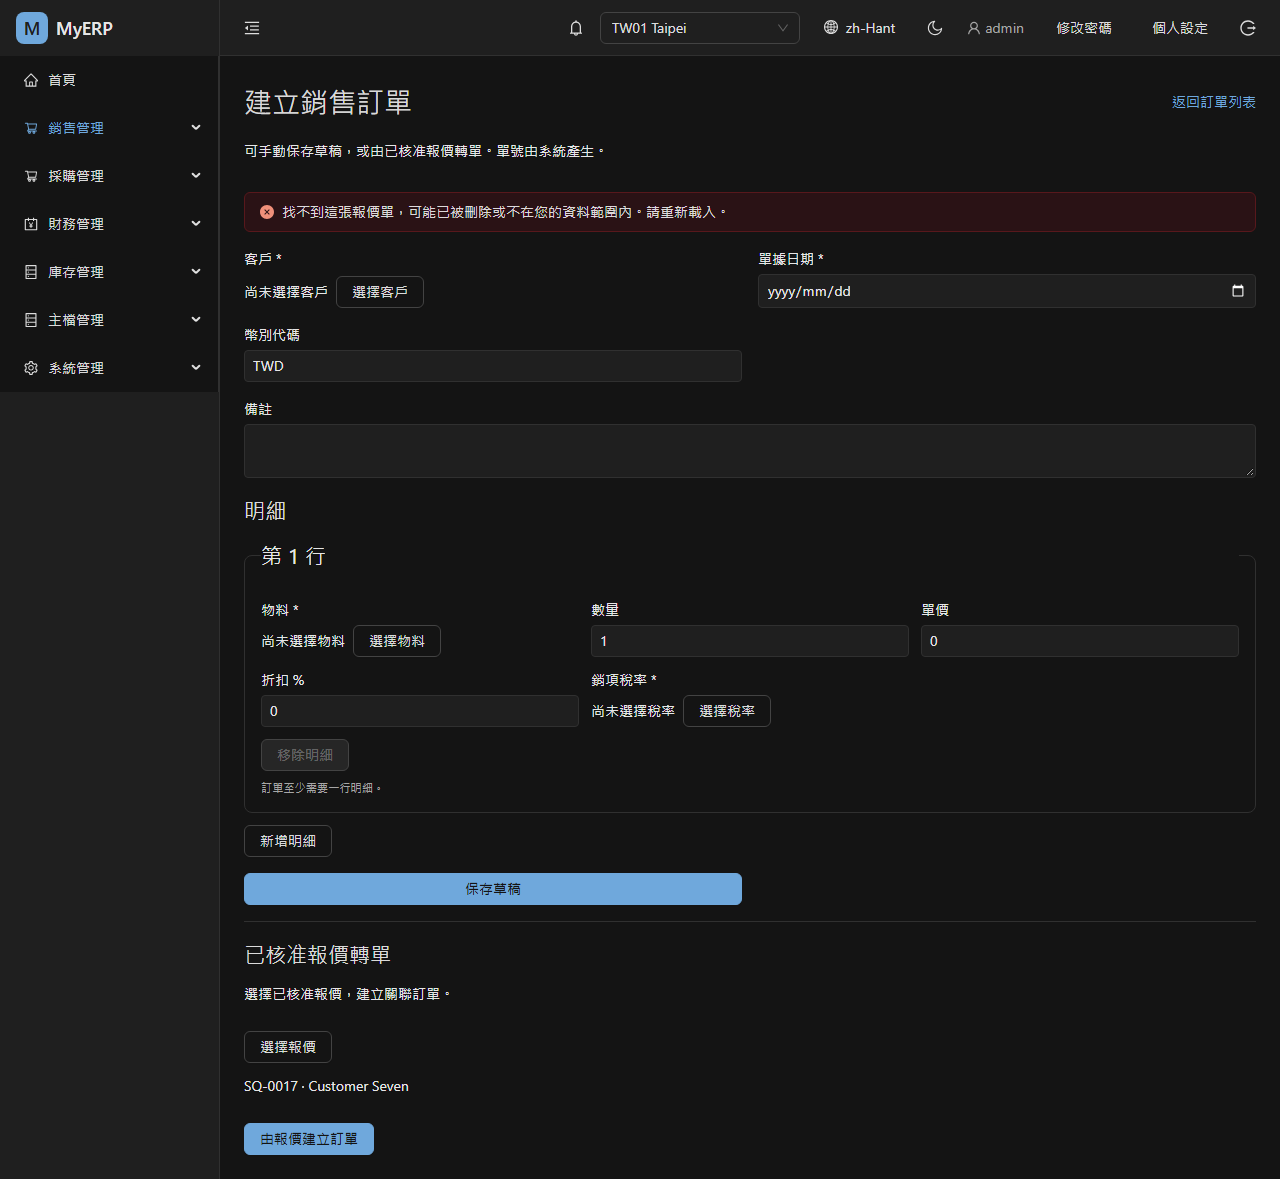 M MyERP
TW01 Taipei
zh-Hant
admin
修改密碼
個人設定
首頁
銷售管理
採購管理
財務管理
庫存管理
主檔管理
系統管理
建立銷售訂單
返回訂單列表
可手動保存草稿，或由已核准報價轉單。單號由系統產生。
找不到這張報價單，可能已被刪除或不在您的資料範圍內。請重新載入。
客戶 *
單據日期 *
尚未選擇客戶 選擇客戶
yyyy/mm/dd
幣別代碼
TWD
備註
明細
第 1 行
物料 *
數量
單價
尚未選擇物料 選擇物料
1
0
折扣 %
銷項稅率 *
0
尚未選擇稅率 選擇稅率
移除明細
訂單至少需要一行明細。
新增明細
保存草稿
已核准報價轉單
選擇已核准報價，建立關聯訂單。
選擇報價
SQ-0017 · Customer Seven
由報價建立訂單